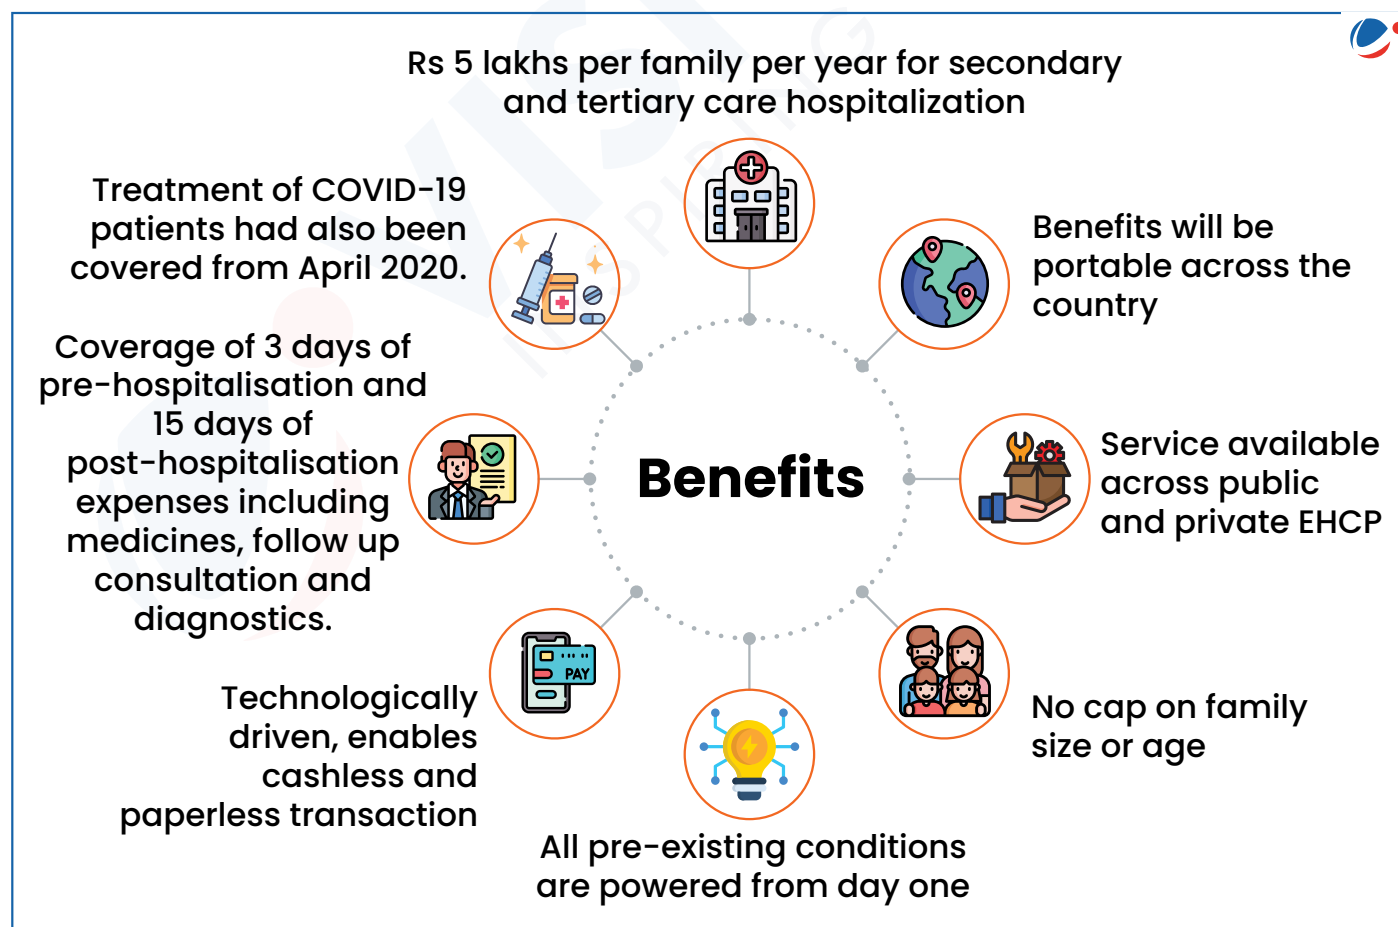 Rs 5 lakhs per family per year for secondary
and tertiary care hospitalization
Benefits will be
portable across the
country
Service available
across public
and private EHCP
No cap on family
size or age
All pre-existing conditions
are powered from day one
Technologically
driven, enables
cashless and
paperless transaction
PAY
Coverage of 3 days of
pre-hospitalisation and
15 days of
post-hospitalisation
expenses including
medicines, follow up
consultation and
diagnostics.
Treatment of COVID-19
patients had also been
covered from April 2020.
Benefits